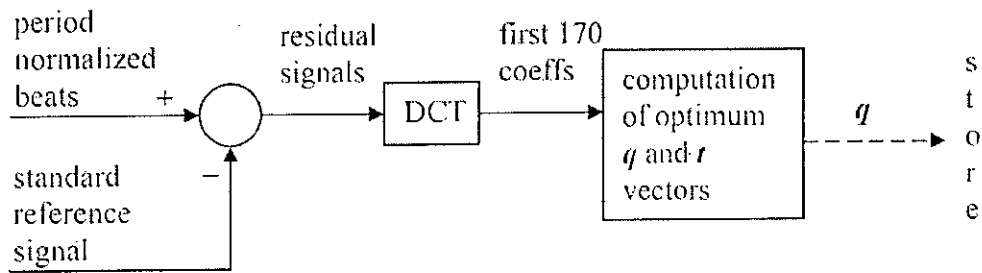 period
normalized
beats
+
−
standard
reference
signal
residual
signals
DCT
first 170
coeffs
computation
of optimum
q and t
vectors
q
s
t
o
r
e